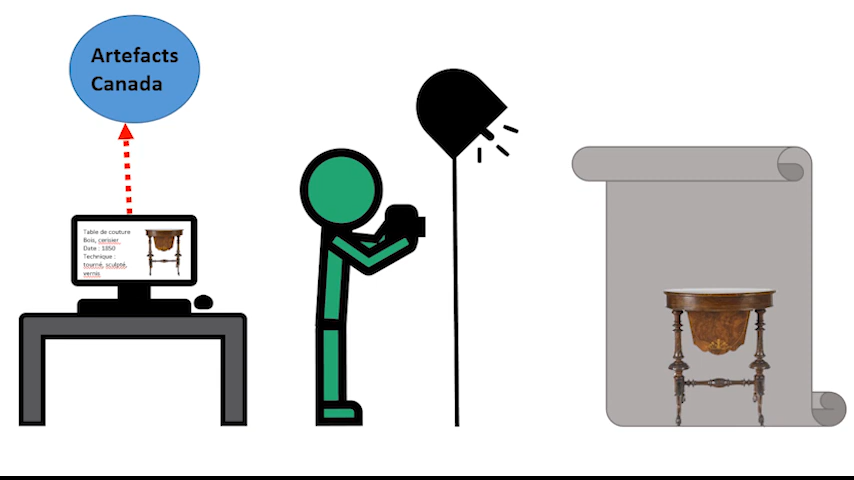 Artefacts
Canada
Table de couture
Bois, cerisier
Date : 1850
Technique :
tourné, sculpté,
vernis